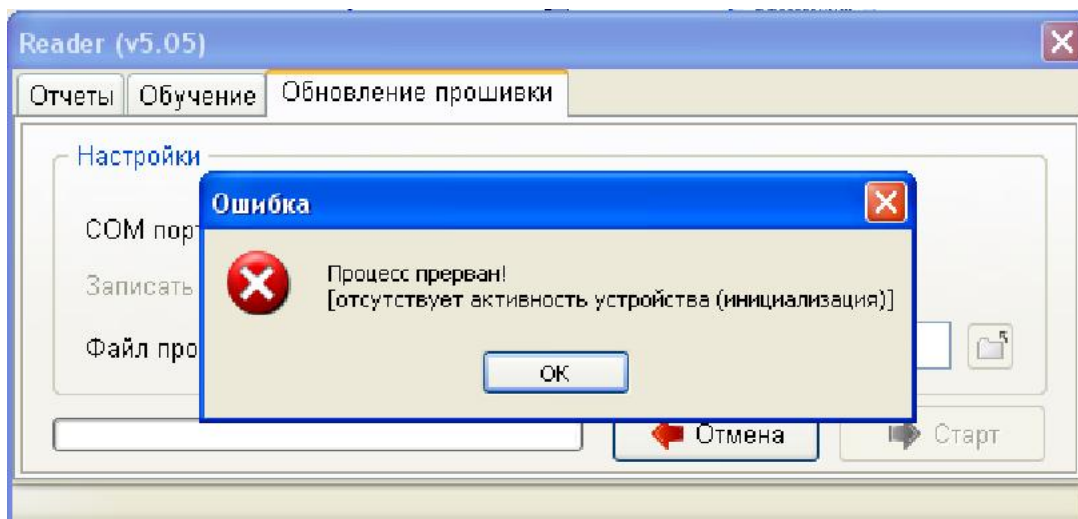 Reader (v5.05)
Отчеты Обучение Обновление прошивки
Настройки
Ошибка
COM порт
Процесс прерван!
[отсутствует активность устройства (инициализация)]
Записать
Файл про
OK
Отмена Старт